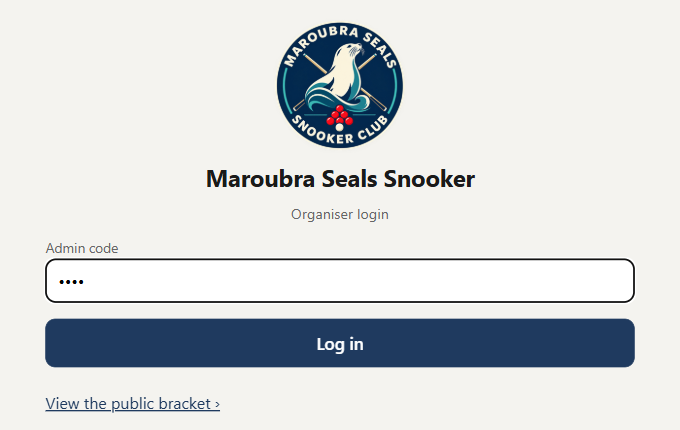 MAROUBRA SEALS
SNOOKER CLUB
Maroubra Seals Snooker
Organiser login
Admin code
••••
Log in
View the public bracket ›